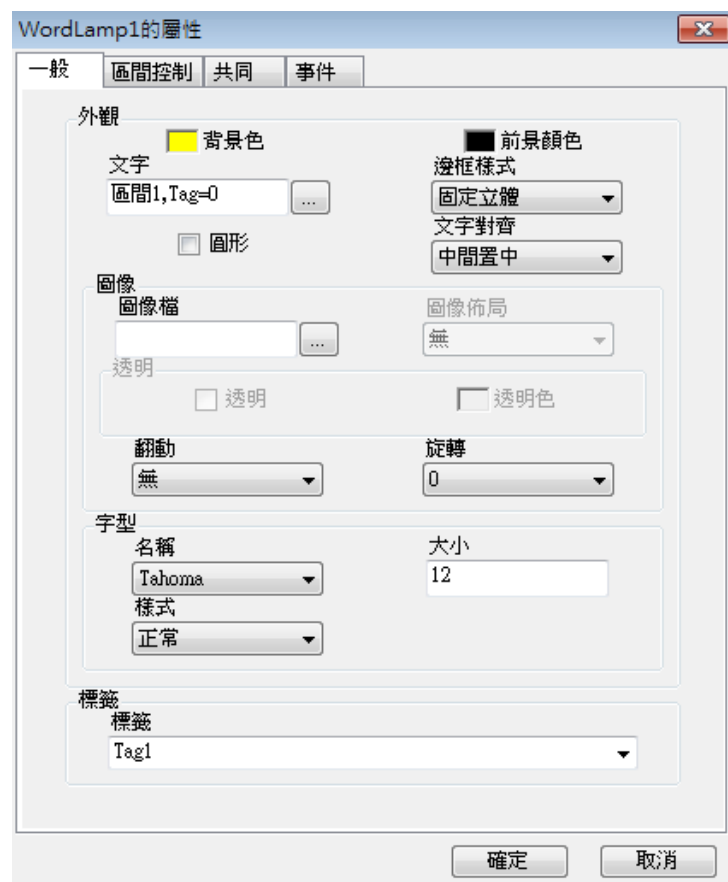 WordLamp1的屬性
一般 區間控制 共同 事件
外觀
背景色 前景顏色
文字 邊框樣式
區間1,Tag=0 ... 固定立體
文字對齊
圓形 中間置中
圖像
圖像檔 圖像佈局
... 無
透明
透明 透明色
翻動 旋轉
無 0
字型
名稱 大小
Tahoma 12
樣式
正常
標籤
標籤
Tag1
確定 取消